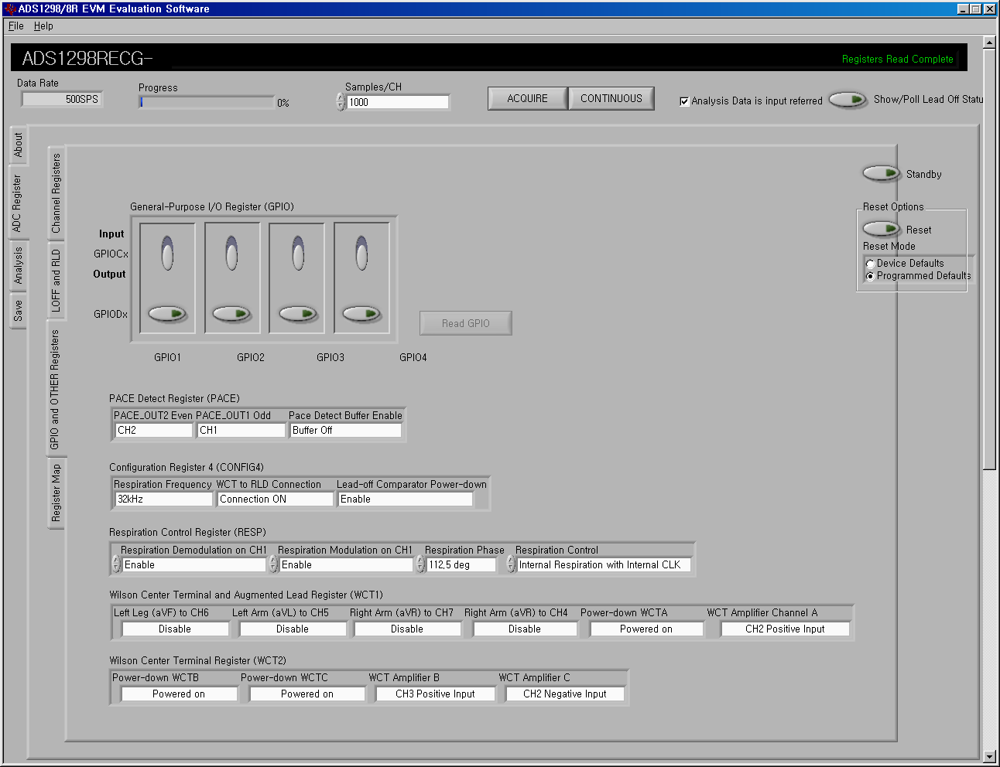 ADS1298/8R EVM Evaluation Software
File Help
ADS1298RECG-
Registers Read Complete
Data Rate
500SPS
Progress
0%
Samples/CH
1000
ACQUIRE
CONTINUOUS
Analysis Data is input referred
Show/Poll Lead Off Statu
About
ADC Register
Analysis
Save
Channel Registers
LOFF and RLD
GPIO and OTHER Registers
Register Map
Standby
Reset Options
Reset
Reset Mode
Device Defaults
Programmed Defaults
General-Purpose I/O Register (GPIO)
Input
GPIOCx
Output
GPIODx
Read GPIO
GPIO1 GPIO2 GPIO3 GPIO4
PACE Detect Register (PACE)
PACE_OUT2 Even PACE_OUT1 Odd Pace Detect Buffer Enable
CH2 CH1 Buffer Off
Configuration Register 4 (CONFIG4)
Respiration Frequency WCT to RLD Connection Lead-off Comparator Power-down
32kHz Connection ON Enable
Respiration Control Register (RESP)
Respiration Demodulation on CH1 Respiration Modulation on CH1 Respiration Phase Respiration Control
Enable Enable 112,5 deg Internal Respiration with Internal CLK
Wilson Center Terminal and Augmented Lead Register (WCT1)
Left Leg (aVF) to CH6 Left Arm (aVL) to CH5 Right Arm (aVR) to CH7 Right Arm (aVR) to CH4 Power-down WCTA WCT Amplifier Channel A
Disable Disable Disable Disable Powered on CH2 Positive Input
Wilson Center Terminal Register (WCT2)
Power-down WCTB Power-down WCTC WCT Amplifier B WCT Amplifier C
Powered on Powered on CH3 Positive Input CH2 Negative Input